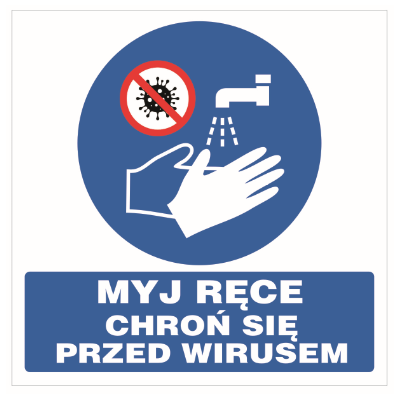 MYJ RĘCE
CHROŃ SIĘ
PRZED WIRUSEM